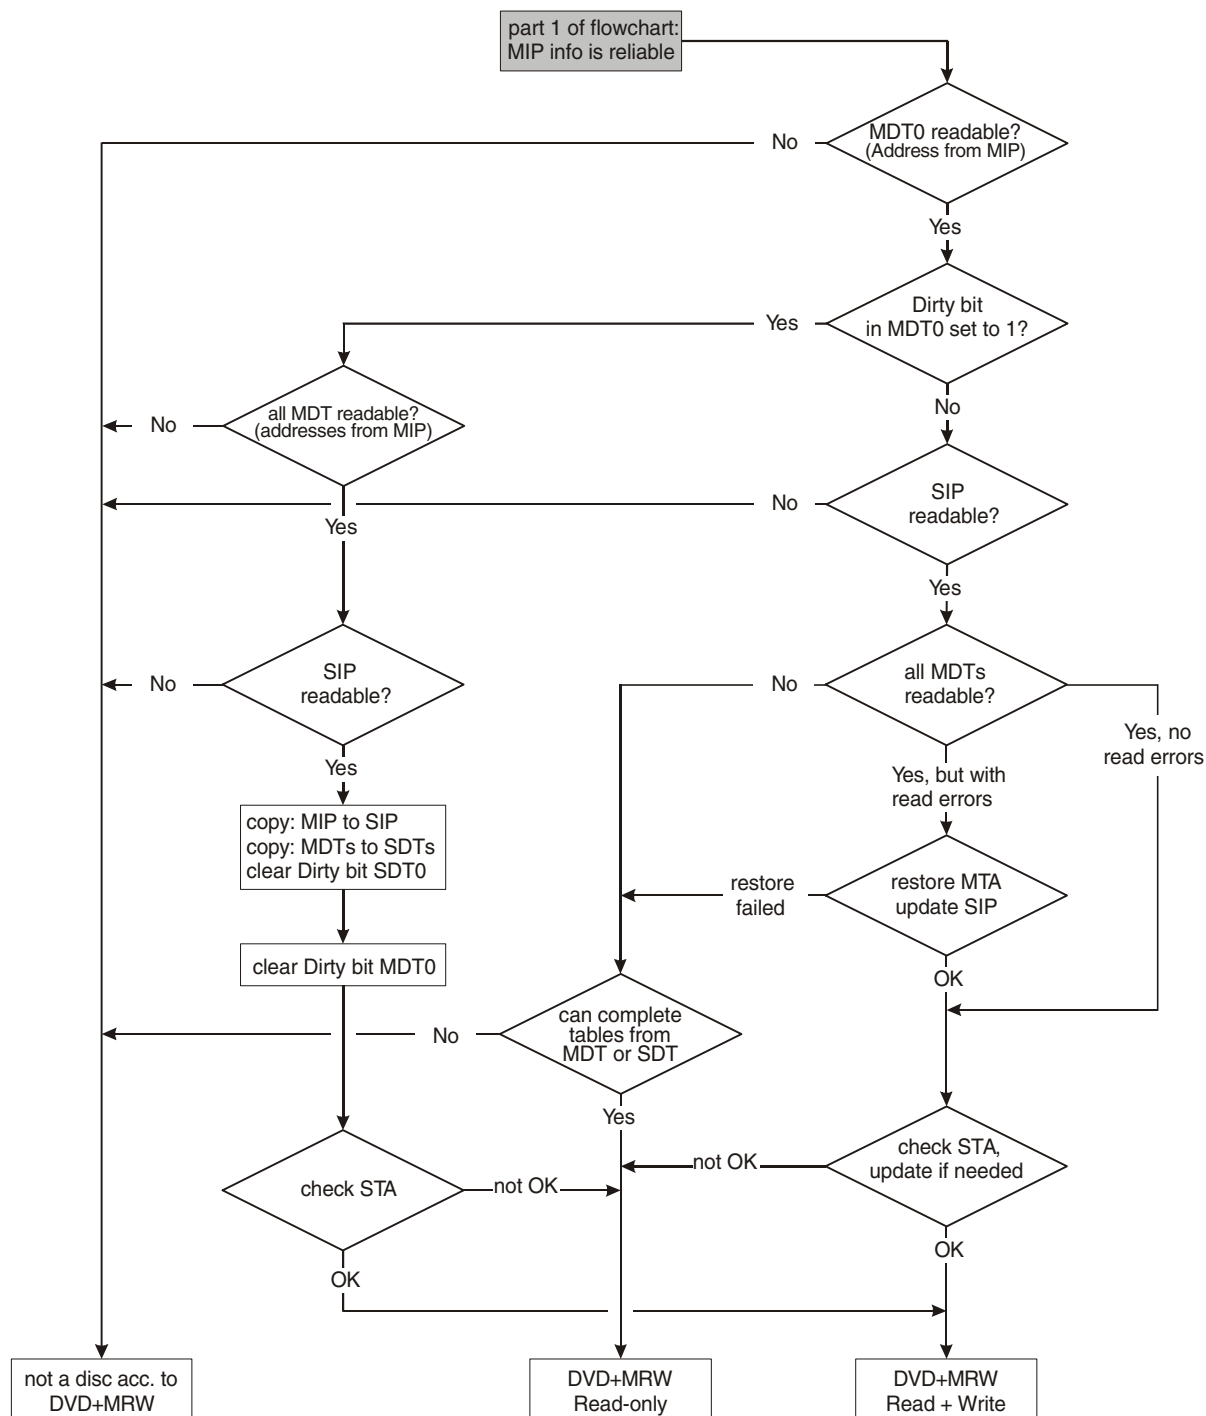 part 1 of flowchart:
MIP info is reliable
MDT0 readable?
(Address from MIP)
No
Yes
Dirty bit
in MDT0 set to 1?
Yes
No
all MDT readable?
(addresses from MIP)
No
SIP
readable?
No
Yes
Yes
SIP
readable?
No
all MDTs
readable?
No
Yes, no
read errors
Yes
Yes, but with
read errors
copy: MIP to SIP
copy: MDTs to SDTs
clear Dirty bit SDT0
restore MTA
update SIP
restore
failed
clear Dirty bit MDT0
OK
can complete
tables from
MDT or SDT
No
Yes
check STA,
update if needed
not OK
check STA
not OK
OK
OK
not a disc acc. to
DVD+MRW
DVD+MRW
Read-only
DVD+MRW
Read + Write